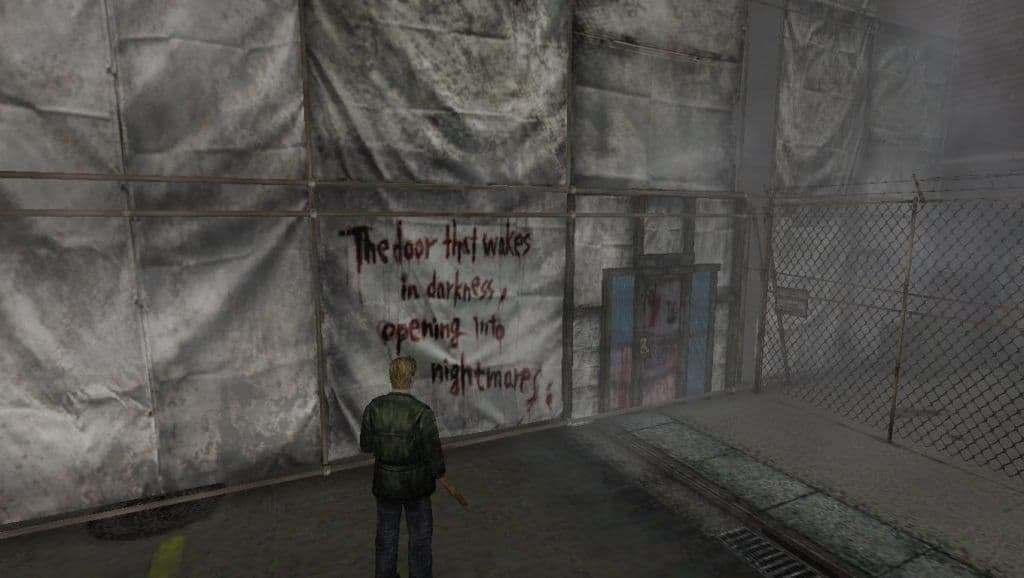 The door that wakes
in darkness,
opening into
nightmares.